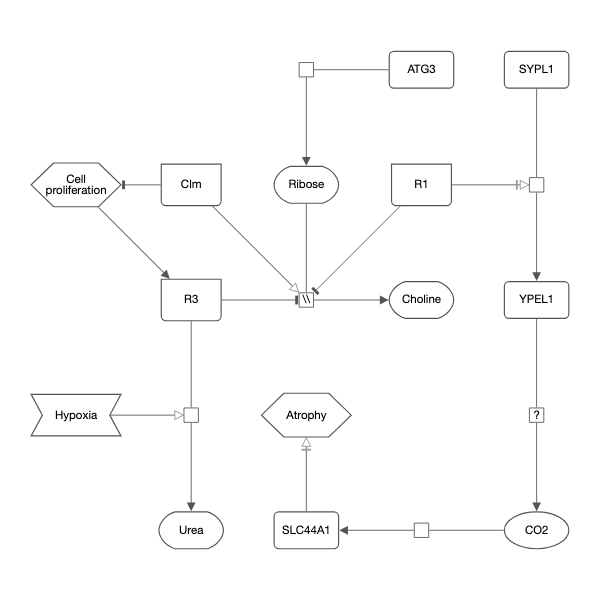 ATG3
SYPL1
Cell
proliferation
Clm
Ribose
R1
R3
\\
Choline
YPEL1
Hypoxia
Atrophy
?
Urea
SLC44A1
CO2